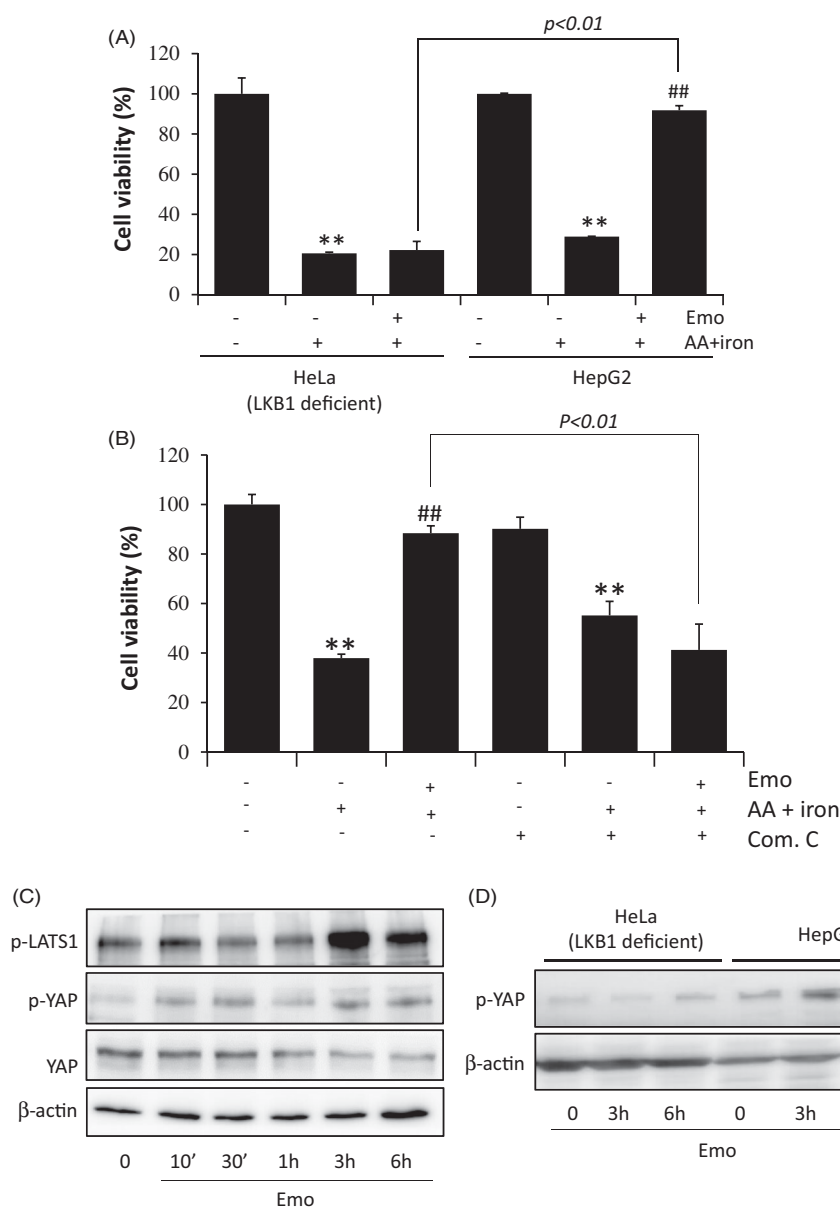 (A)
p<0.01
Cell viability (%)
120
100
80
60
40
20
0
**
**
##
- - + - - + Emo
- + + - + + AA+iron
HeLa
(LKB1 deficient)
HepG2
(B)
P<0.01
Cell viability (%)
120
100
80
60
40
20
0
**
##
**
- - + - - + Emo
- + + - + + AA + iron
- - - + + + Com. C
(C)
p-LATS1
p-YAP
YAP
β-actin
0 10′ 30′ 1h 3h 6h
Emo
(D)
HeLa
(LKB1 deficient)
HepG
p-YAP
β-actin
0 3h 6h 0 3h
Emo